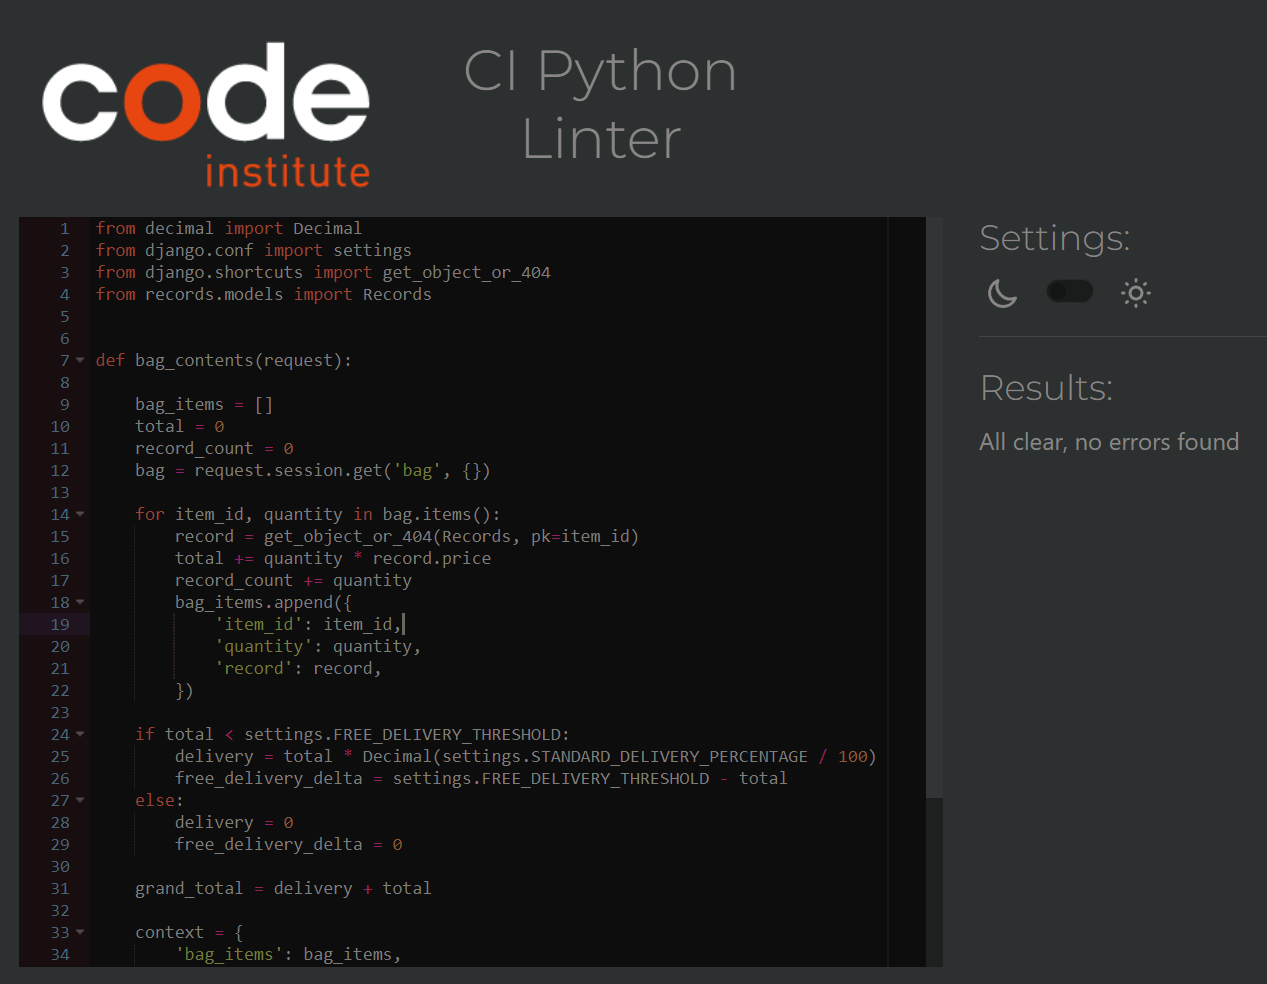 code
institute
CI Python
Linter
1 from decimal import Decimal
2 from django.conf import settings
3 from django.shortcuts import get_object_or_404
4 from records.models import Records
5
6
7 def bag_contents(request):
8
9     bag_items = []
10     total = 0
11     record_count = 0
12     bag = request.session.get('bag', {})
13
14     for item_id, quantity in bag.items():
15         record = get_object_or_404(Records, pk=item_id)
16         total += quantity * record.price
17         record_count += quantity
18         bag_items.append({
19             'item_id': item_id,
20             'quantity': quantity,
21             'record': record,
22         })
23
24     if total < settings.FREE_DELIVERY_THRESHOLD:
25         delivery = total * Decimal(settings.STANDARD_DELIVERY_PERCENTAGE / 100)
26         free_delivery_delta = settings.FREE_DELIVERY_THRESHOLD - total
27     else:
28         delivery = 0
29         free_delivery_delta = 0
30
31     grand_total = delivery + total
32
33     context = {
34         'bag_items': bag_items,
Settings:
Results:
All clear, no errors found